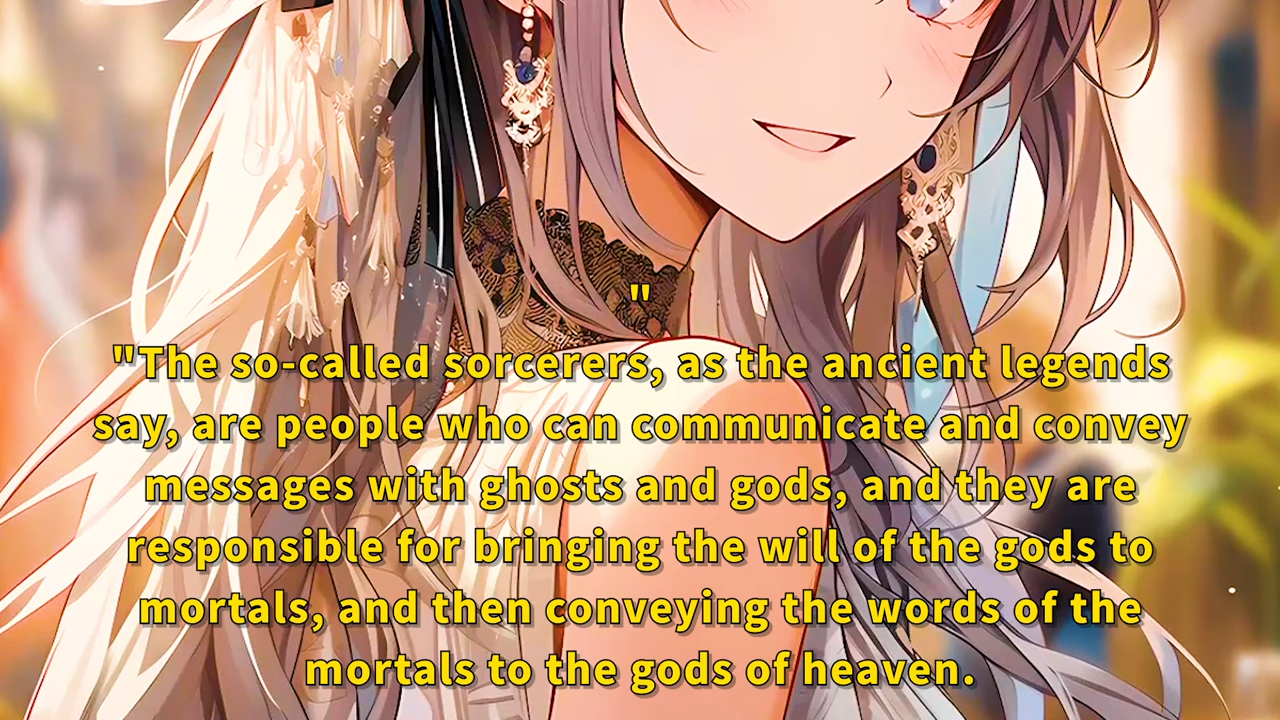 "
"The so-called sorcerers, as the ancient legends
say, are people who can communicate and convey
messages with ghosts and gods, and they are
responsible for bringing the will of the gods to
mortals, and then conveying the words of the
mortals to the gods of heaven.